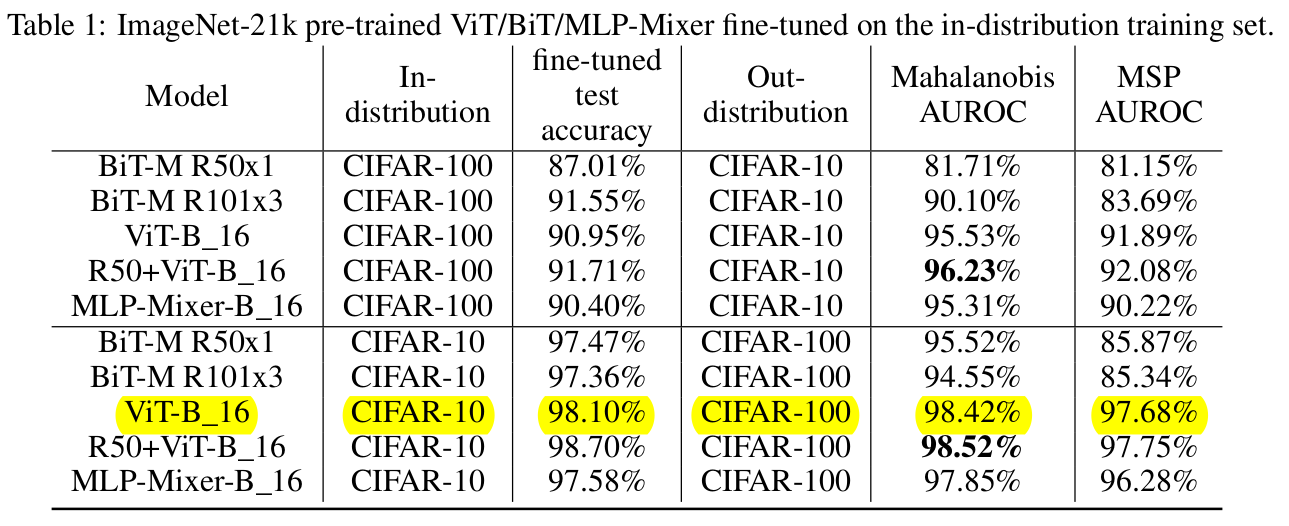 Table 1: ImageNet-21k pre-trained ViT/BiT/MLP-Mixer fine-tuned on the in-distribution training set.
Model In-distribution fine-tuned test accuracy Out-distribution Mahalanobis AUROC MSP AUROC
BiT-M R50x1 CIFAR-100 87.01% CIFAR-10 81.71% 81.15%
BiT-M R101x3 CIFAR-100 91.55% CIFAR-10 90.10% 83.69%
ViT-B_16 CIFAR-100 90.95% CIFAR-10 95.53% 91.89%
R50+ViT-B_16 CIFAR-100 91.71% CIFAR-10 96.23% 92.08%
MLP-Mixer-B_16 CIFAR-100 90.40% CIFAR-10 95.31% 90.22%
BiT-M R50x1 CIFAR-10 97.47% CIFAR-100 95.52% 85.87%
BiT-M R101x3 CIFAR-10 97.36% CIFAR-100 94.55% 85.34%
ViT-B_16 CIFAR-10 98.10% CIFAR-100 98.42% 97.68%
R50+ViT-B_16 CIFAR-10 98.70% CIFAR-100 98.52% 97.75%
MLP-Mixer-B_16 CIFAR-10 97.58% CIFAR-100 97.85% 96.28%